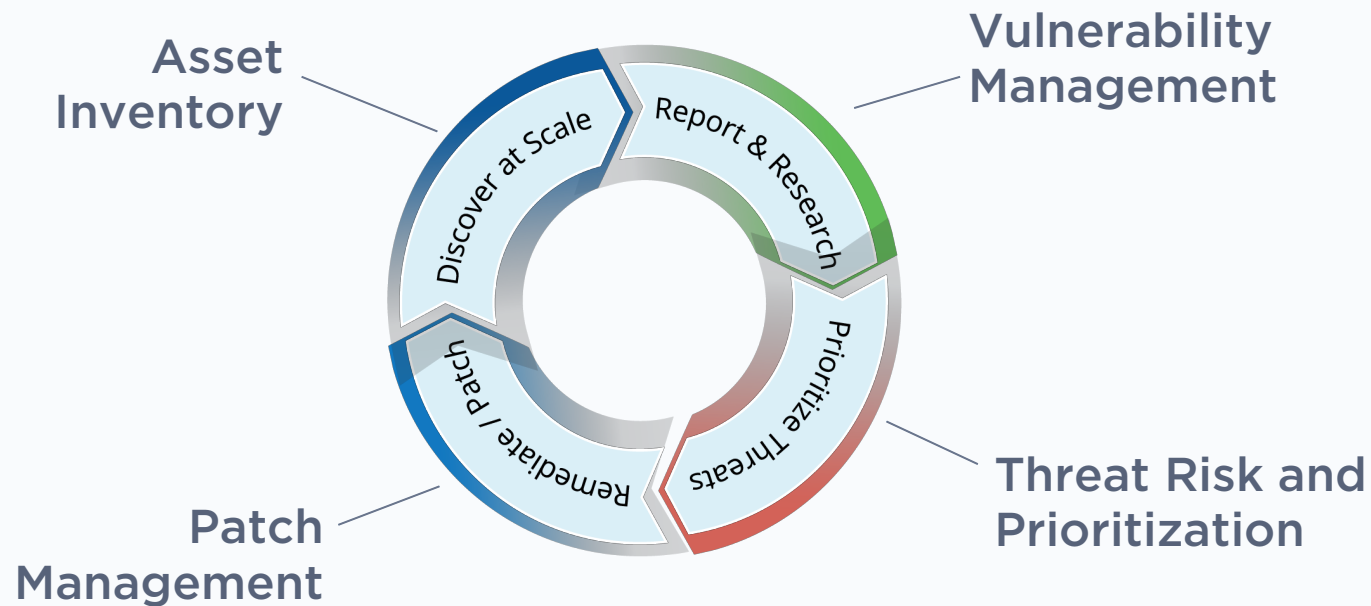 Asset
Inventory
Discover at Scale
Report & Research
Vulnerability
Management
Prioritize Threats
Threat Risk and
Prioritization
Remediate / Patch
Patch
Management